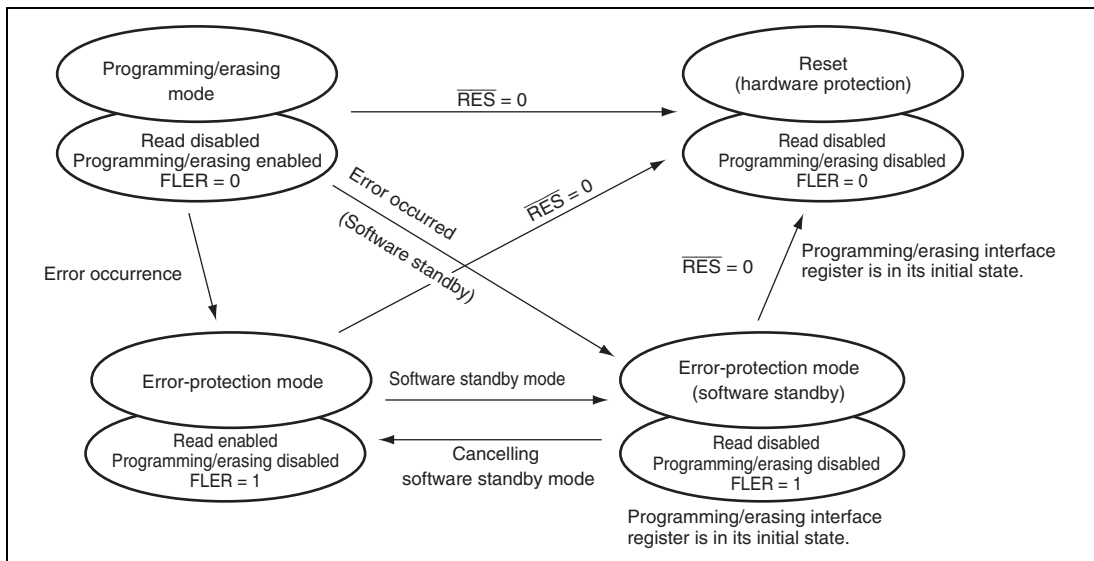 Programming/erasing
mode
Read disabled
Programming/erasing enabled
FLER = 0
RES = 0
Reset
(hardware protection)
Read disabled
Programming/erasing disabled
FLER = 0
Error occurred
(Software standby)
RES = 0
Error occurrence
RES = 0
Programming/erasing interface
register is in its initial state.
Error-protection mode
Read enabled
Programming/erasing disabled
FLER = 1
Software standby mode
Cancelling
software standby mode
Error-protection mode
(software standby)
Read disabled
Programming/erasing disabled
FLER = 1
Programming/erasing interface
register is in its initial state.